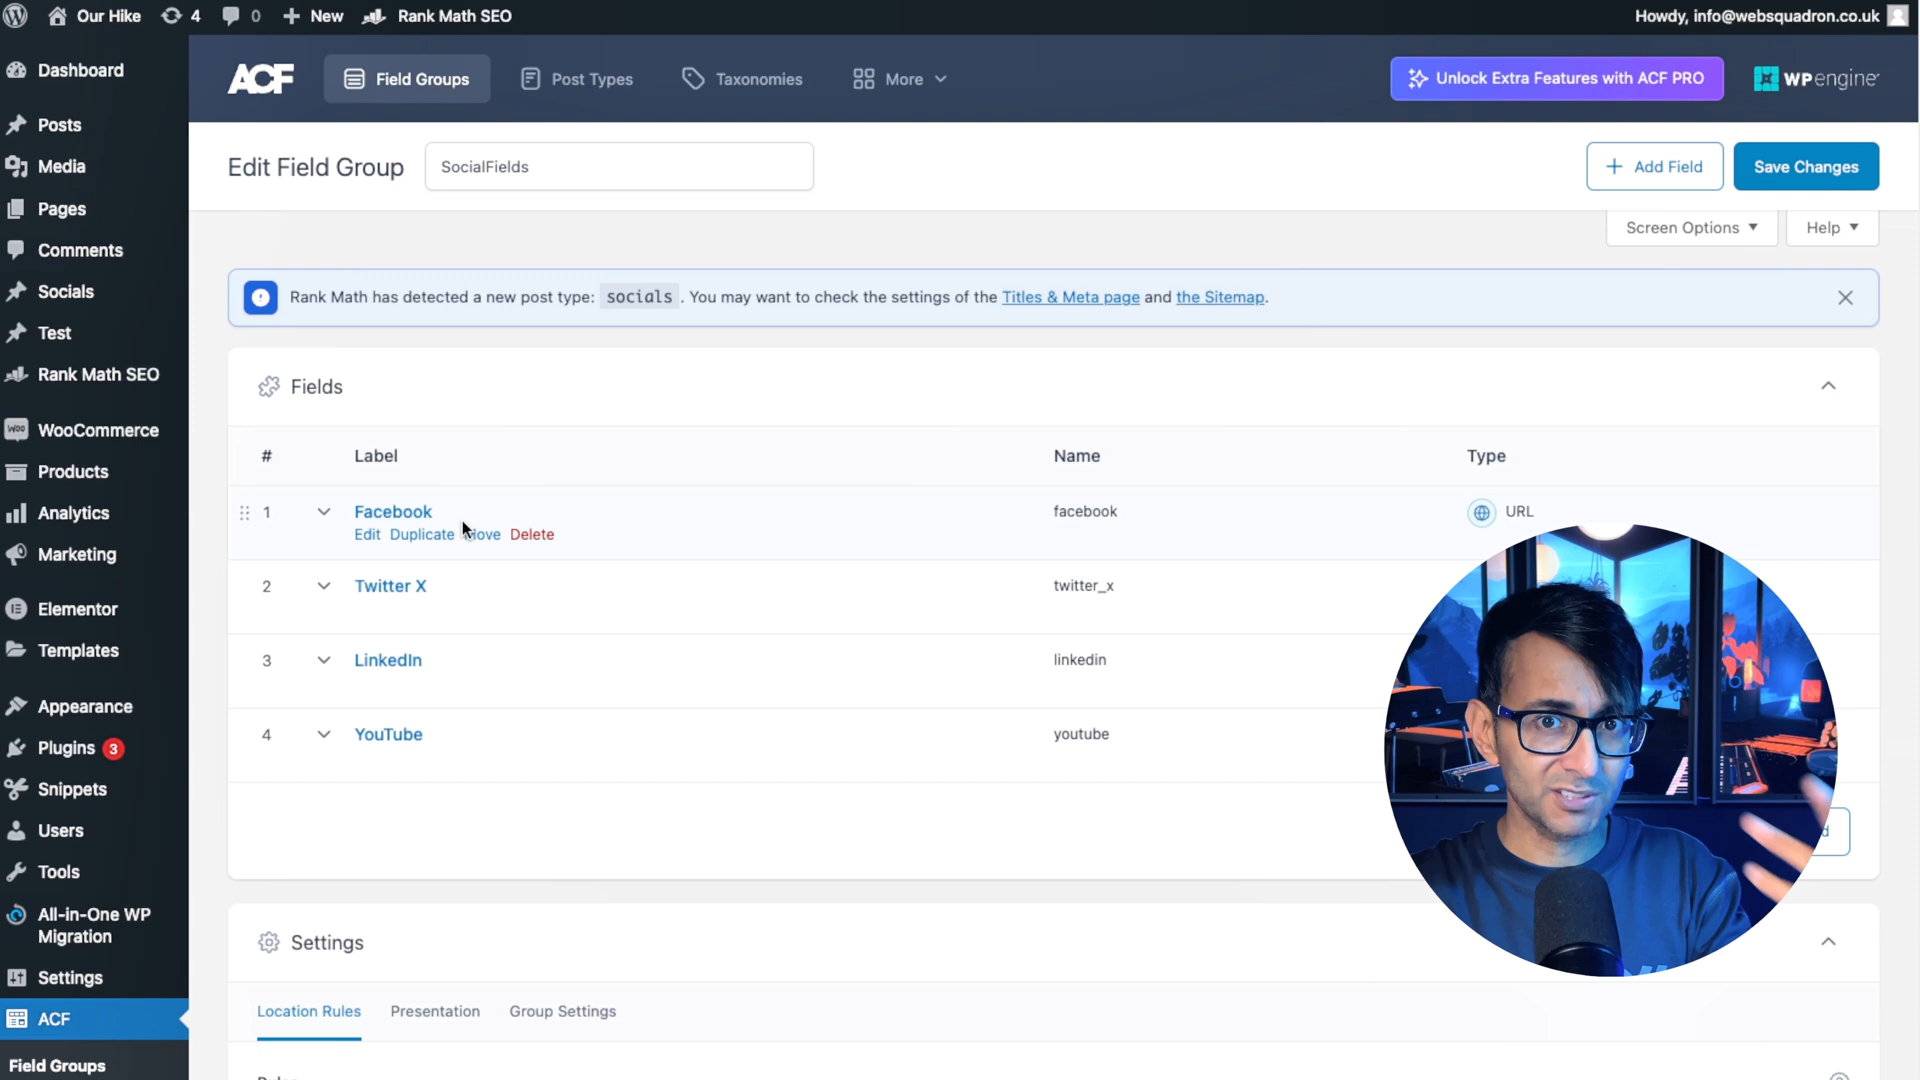 Our Hike 4 0 New Rank Math SEO Howdy, info@websquadron.co.uk
Dashboard
Posts
Media
Pages
Comments
Socials
Test
Rank Math SEO
WooCommerce
Products
Analytics
Marketing
Elementor
Templates
Appearance
Plugins 3
Snippets
Users
Tools
All-in-One WP
Migration
Settings
ACF
Field Groups
ACF Field Groups Post Types Taxonomies More Unlock Extra Features with ACF PRO WPengine
Edit Field Group SocialFields + Add Field Save Changes
Screen Options Help
Rank Math has detected a new post type: socials . You may want to check the settings of the Titles & Meta page and the Sitemap.
Fields
# Label Name Type
1 Facebook facebook URL
Edit Duplicate Move Delete
2 Twitter X twitter_x
3 LinkedIn linkedin
4 YouTube youtube
Settings
Location Rules Presentation Group Settings